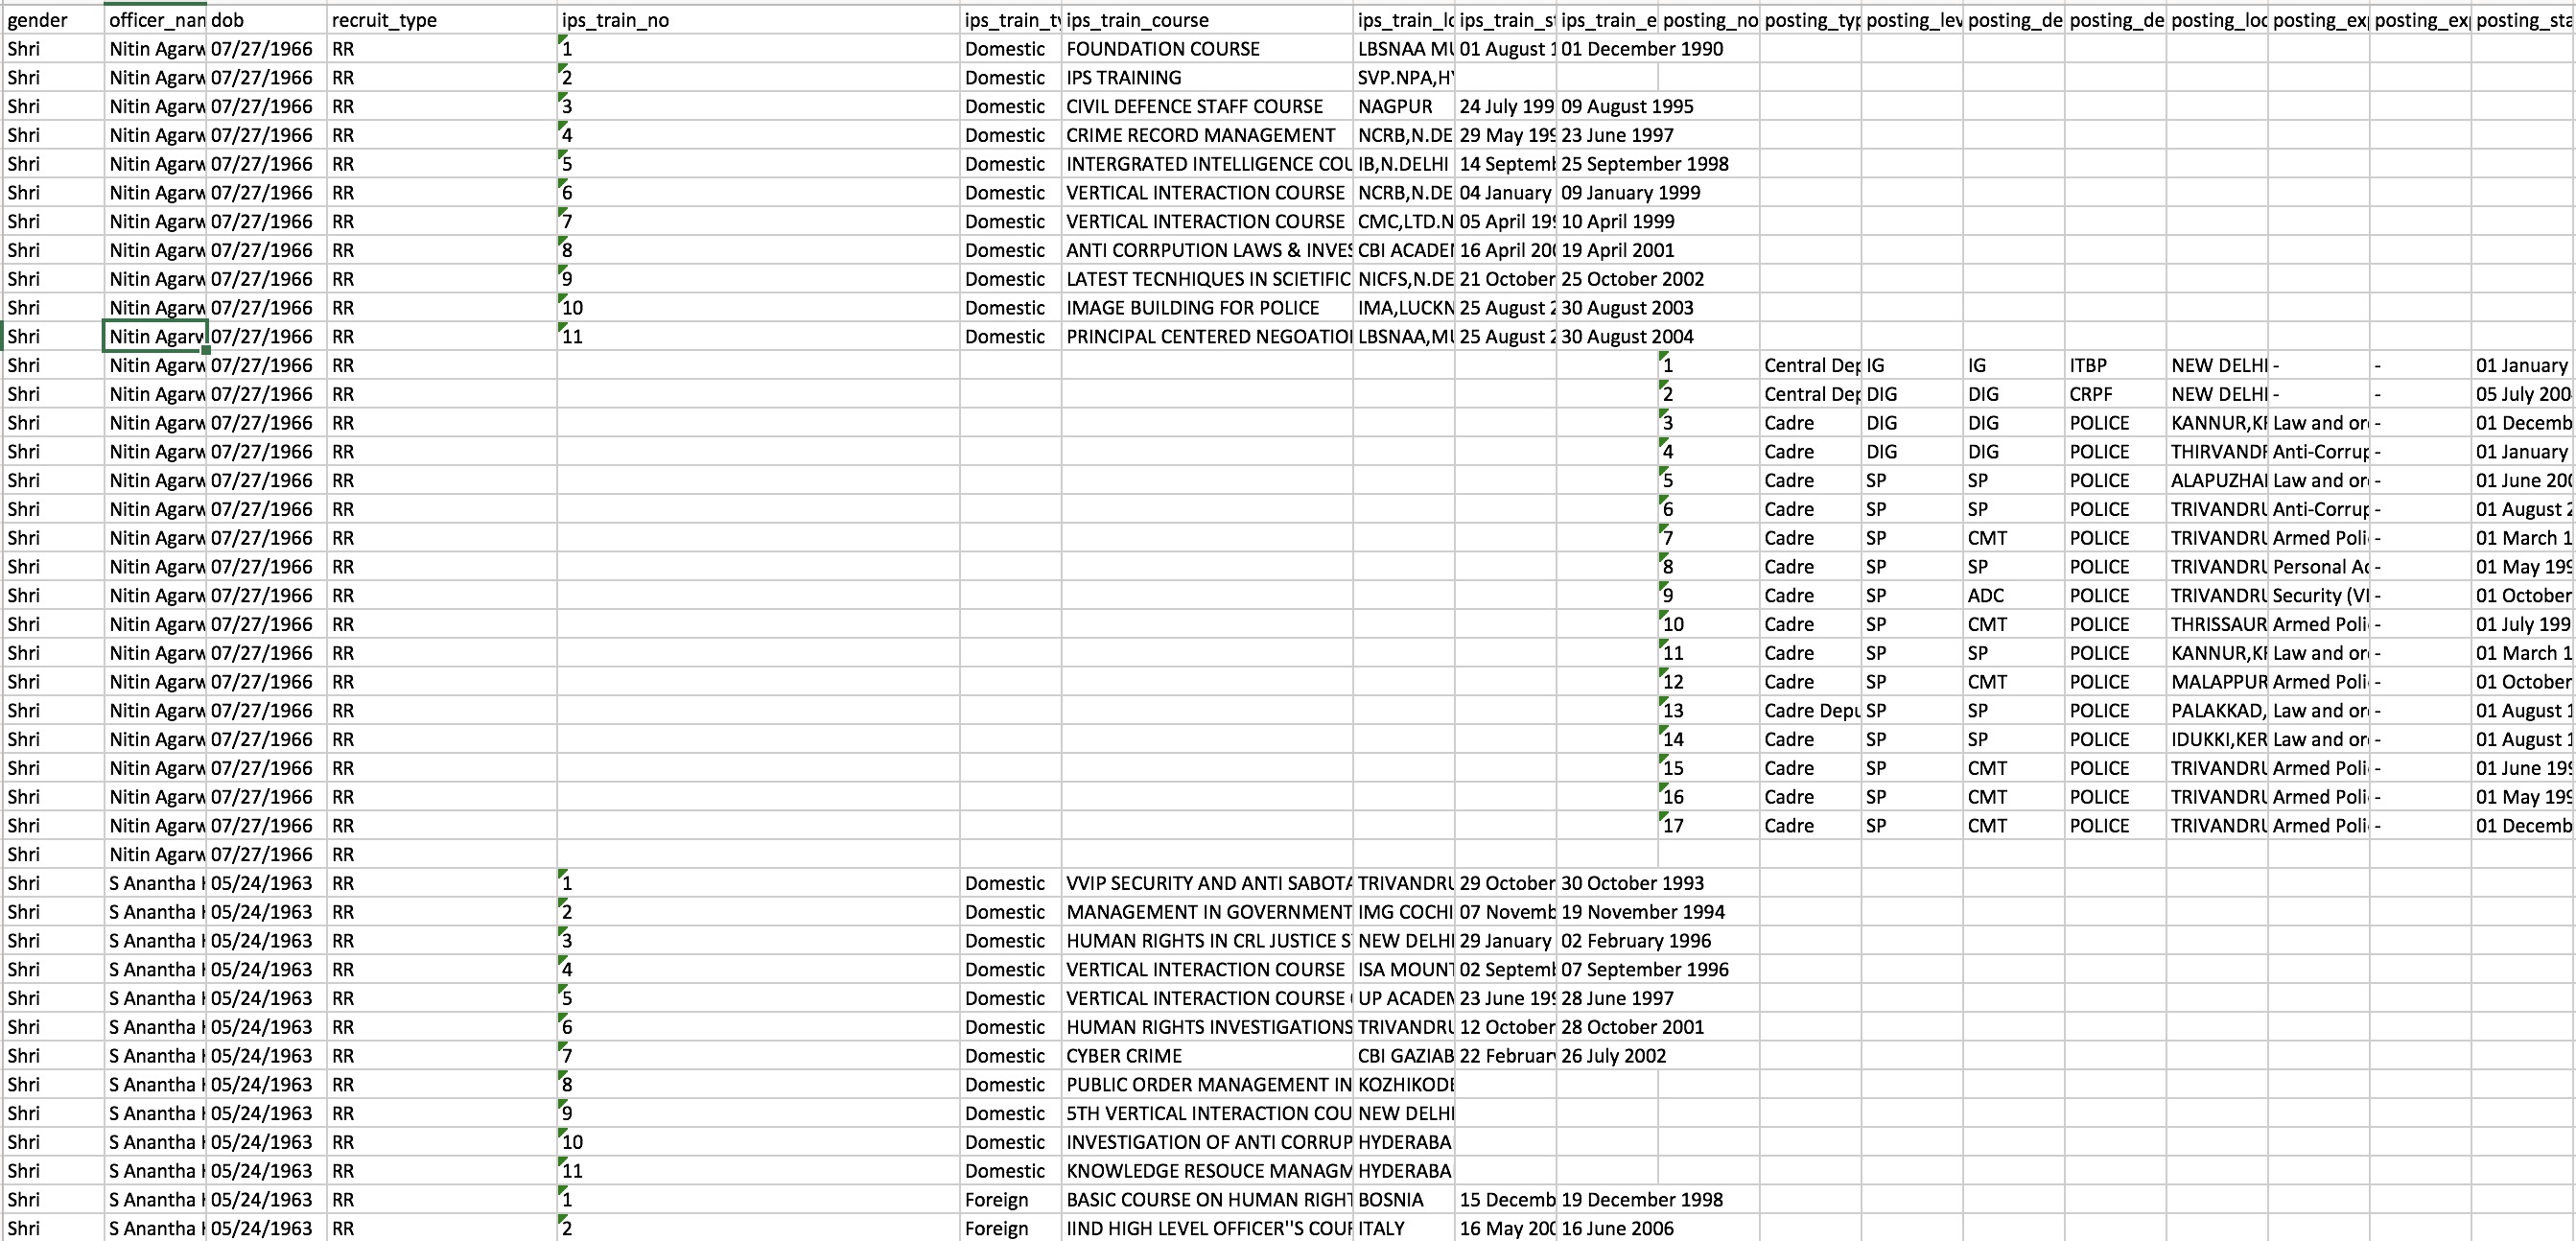 gender officer_nan dob recruit_type ips_train_no ips_train_ty ips_train_course ips_train_lo ips_train_st ips_train_e posting_no posting_typ posting_lev posting_de posting_de posting_loc posting_exp posting_exp posting_sta
Shri Nitin Agarw 07/27/1966 RR 1 Domestic FOUNDATION COURSE LBSNAA MU 01 August 1 01 December 1990
Shri Nitin Agarw 07/27/1966 RR 2 Domestic IPS TRAINING SVP.NPA,HY
Shri Nitin Agarw 07/27/1966 RR 3 Domestic CIVIL DEFENCE STAFF COURSE NAGPUR 24 July 199 09 August 1995
Shri Nitin Agarw 07/27/1966 RR 4 Domestic CRIME RECORD MANAGEMENT NCRB,N.DE 29 May 199 23 June 1997
Shri Nitin Agarw 07/27/1966 RR 5 Domestic INTERGRATED INTELLIGENCE COU IB,N.DELHI 14 Septemb 25 September 1998
Shri Nitin Agarw 07/27/1966 RR 6 Domestic VERTICAL INTERACTION COURSE NCRB,N.DE 04 January 09 January 1999
Shri Nitin Agarw 07/27/1966 RR 7 Domestic VERTICAL INTERACTION COURSE CMC,LTD.N 05 April 199 10 April 1999
Shri Nitin Agarw 07/27/1966 RR 8 Domestic ANTI CORRPUTION LAWS & INVES CBI ACADEM 16 April 200 19 April 2001
Shri Nitin Agarw 07/27/1966 RR 9 Domestic LATEST TECNHIQUES IN SCIETIFIC NICFS,N.DE 21 October 25 October 2002
Shri Nitin Agarw 07/27/1966 RR 10 Domestic IMAGE BUILDING FOR POLICE IMA,LUCKN 25 August 2 30 August 2003
Shri Nitin Agarw 07/27/1966 RR 11 Domestic PRINCIPAL CENTERED NEGOATIO LBSNAA,MU 25 August 2 30 August 2004
Shri Nitin Agarw 07/27/1966 RR 1 Central Dep IG IG ITBP NEW DELHI - - 01 January
Shri Nitin Agarw 07/27/1966 RR 2 Central Dep DIG DIG CRPF NEW DELHI - - 05 July 200
Shri Nitin Agarw 07/27/1966 RR 3 Cadre DIG DIG POLICE KANNUR,KE Law and or - 01 Decemb
Shri Nitin Agarw 07/27/1966 RR 4 Cadre DIG DIG POLICE THIRVANDR Anti-Corrup - 01 January
Shri Nitin Agarw 07/27/1966 RR 5 Cadre SP SP POLICE ALAPUZHA Law and or - 01 June 200
Shri Nitin Agarw 07/27/1966 RR 6 Cadre SP SP POLICE TRIVANDRU Anti-Corrup - 01 August 2
Shri Nitin Agarw 07/27/1966 RR 7 Cadre SP CMT POLICE TRIVANDRU Armed Poli - 01 March 1
Shri Nitin Agarw 07/27/1966 RR 8 Cadre SP SP POLICE TRIVANDRU Personal Ad - 01 May 199
Shri Nitin Agarw 07/27/1966 RR 9 Cadre SP ADC POLICE TRIVANDRU Security (VI - 01 October
Shri Nitin Agarw 07/27/1966 RR 10 Cadre SP CMT POLICE THRISSAUR Armed Poli - 01 July 199
Shri Nitin Agarw 07/27/1966 RR 11 Cadre SP SP POLICE KANNUR,KE Law and or - 01 March 1
Shri Nitin Agarw 07/27/1966 RR 12 Cadre SP CMT POLICE MALAPPUR Armed Poli - 01 October
Shri Nitin Agarw 07/27/1966 RR 13 Cadre Depu SP SP POLICE PALAKKAD, Law and or - 01 August 1
Shri Nitin Agarw 07/27/1966 RR 14 Cadre SP SP POLICE IDUKKI,KER Law and or - 01 August 1
Shri Nitin Agarw 07/27/1966 RR 15 Cadre SP CMT POLICE TRIVANDRU Armed Poli - 01 June 199
Shri Nitin Agarw 07/27/1966 RR 16 Cadre SP CMT POLICE TRIVANDRU Armed Poli - 01 May 199
Shri Nitin Agarw 07/27/1966 RR 17 Cadre SP CMT POLICE TRIVANDRU Armed Poli - 01 Decemb
Shri Nitin Agarw 07/27/1966 RR
Shri S Anantha 05/24/1963 RR 1 Domestic VVIP SECURITY AND ANTI SABOTA TRIVANDRU 29 October 30 October 1993
Shri S Anantha 05/24/1963 RR 2 Domestic MANAGEMENT IN GOVERNMENT IMG COCHI 07 Novemb 19 November 1994
Shri S Anantha 05/24/1963 RR 3 Domestic HUMAN RIGHTS IN CRL JUSTICE S NEW DELHI 29 January 02 February 1996
Shri S Anantha 05/24/1963 RR 4 Domestic VERTICAL INTERACTION COURSE ISA MOUNT 02 Septemb 07 September 1996
Shri S Anantha 05/24/1963 RR 5 Domestic VERTICAL INTERACTION COURSE UP ACADEM 23 June 199 28 June 1997
Shri S Anantha 05/24/1963 RR 6 Domestic HUMAN RIGHTS INVESTIGATIONS TRIVANDRU 12 October 28 October 2001
Shri S Anantha 05/24/1963 RR 7 Domestic CYBER CRIME CBI GAZIAB 22 Februar 26 July 2002
Shri S Anantha 05/24/1963 RR 8 Domestic PUBLIC ORDER MANAGEMENT IN KOZHIKODE
Shri S Anantha 05/24/1963 RR 9 Domestic 5TH VERTICAL INTERACTION COU NEW DELHI
Shri S Anantha 05/24/1963 RR 10 Domestic INVESTIGATION OF ANTI CORRUP HYDERABA
Shri S Anantha 05/24/1963 RR 11 Domestic KNOWLEDGE RESOUCE MANAGM HYDERABA
Shri S Anantha 05/24/1963 RR 1 Foreign BASIC COURSE ON HUMAN RIGHT BOSNIA 15 Decemb 19 December 1998
Shri S Anantha 05/24/1963 RR 2 Foreign IIND HIGH LEVEL OFFICER"S COUR ITALY 16 May 200 16 June 2006